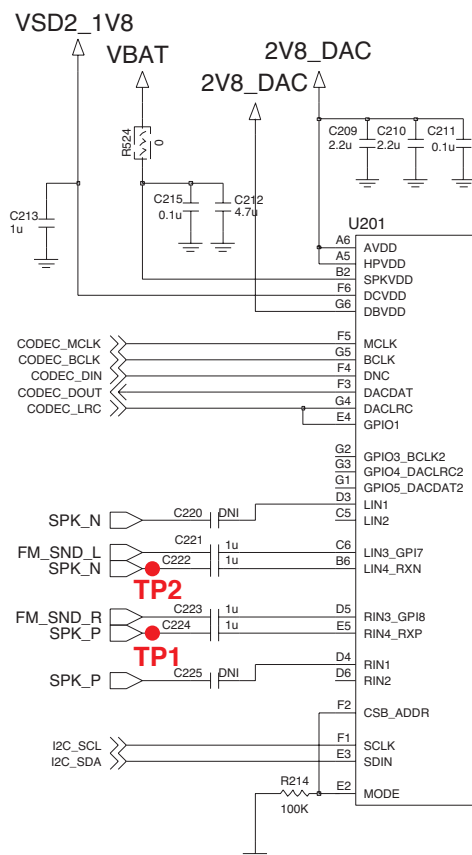 VSD2_1V8
VBAT
2V8_DAC
2V8_DAC
R524
0
C209
2.2u
C210
2.2u
C211
0.1u
C213
1u
C215
0.1u
C212
4.7u
U201
A6 AVDD
A5 HPVDD
B2 SPKVDD
F6 DCVDD
G6 DBVDD
CODEC_MCLK F5 MCLK
CODEC_BCLK G5 BCLK
CODEC_DIN F4 DNC
CODEC_DOUT F3 DACDAT
CODEC_LRC G4 DACLRC
E4 GPIO1
G2 GPIO3_BCLK2
G3 GPIO4_DACLRC2
G1 GPIO5_DACDAT2
SPK_N C220 DNI D3 LIN1
C5 LIN2
FM_SND_L C221 1u C6 LIN3_GPI7
SPK_N C222 1u B6 LIN4_RXN
TP2
FM_SND_R C223 1u D5 RIN3_GPI8
SPK_P C224 1u E5 RIN4_RXP
TP1
SPK_P C225 DNI D4 RIN1
D6 RIN2
F2 CSB_ADDR
I2C_SCL F1 SCLK
I2C_SDA E3 SDIN
R214 E2 MODE
100K